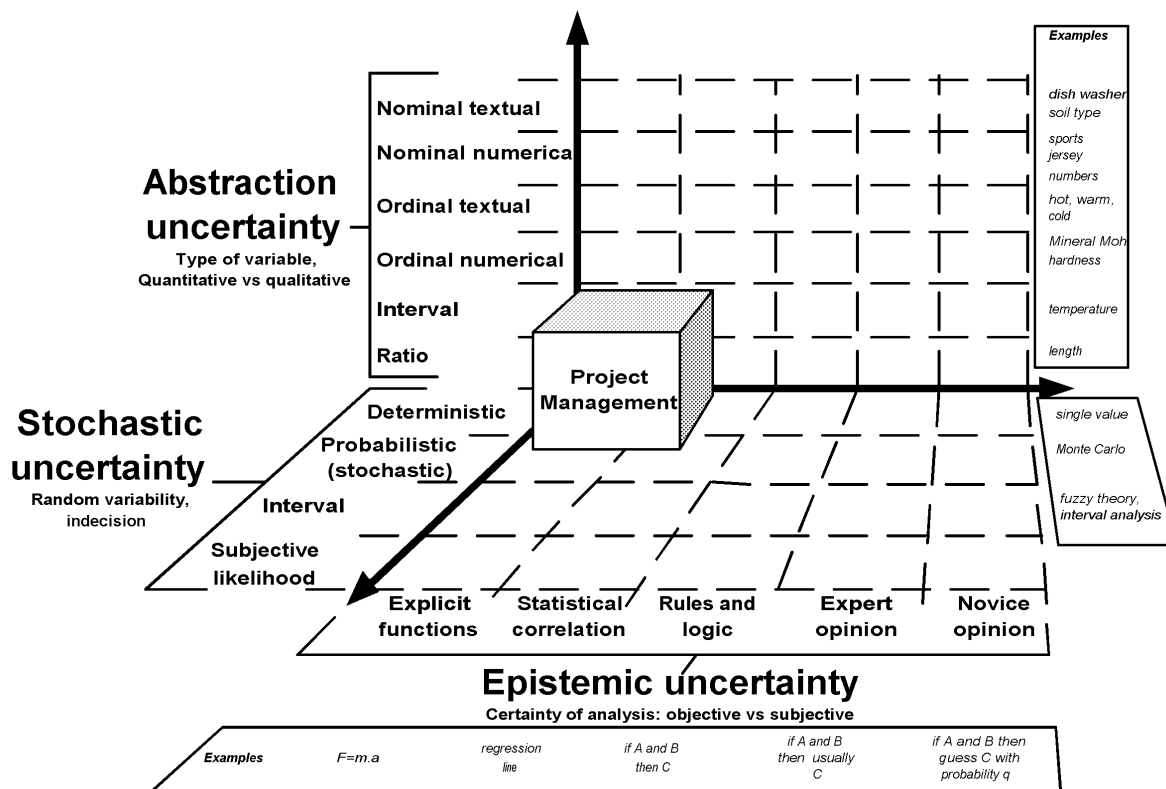 Examples
dish washer
soil type
sports
jersey
numbers
hot, warm,
cold
Mineral Moh
hardness
temperature
length
Nominal textual
Nominal numerica
Ordinal textual
Ordinal numerical
Interval
Ratio
Abstraction
uncertainty
Type of variable,
Quantitative vs qualitative
Project
Management
Stochastic
uncertainty
Random variability,
indecision
Deterministic
Probabilistic
(stochastic)
Interval
Subjective
likelihood
single value
Monte Carlo
fuzzy theory,
interval analysis
Explicit
functions
Statistical
correlation
Rules and
logic
Expert
opinion
Novice
opinion
Epistemic uncertainty
Certainty of analysis: objective vs subjective
Examples
F=m.a
regression
line
if A and B
then C
if A and B
then usually
C
if A and B then
guess C with
probability q